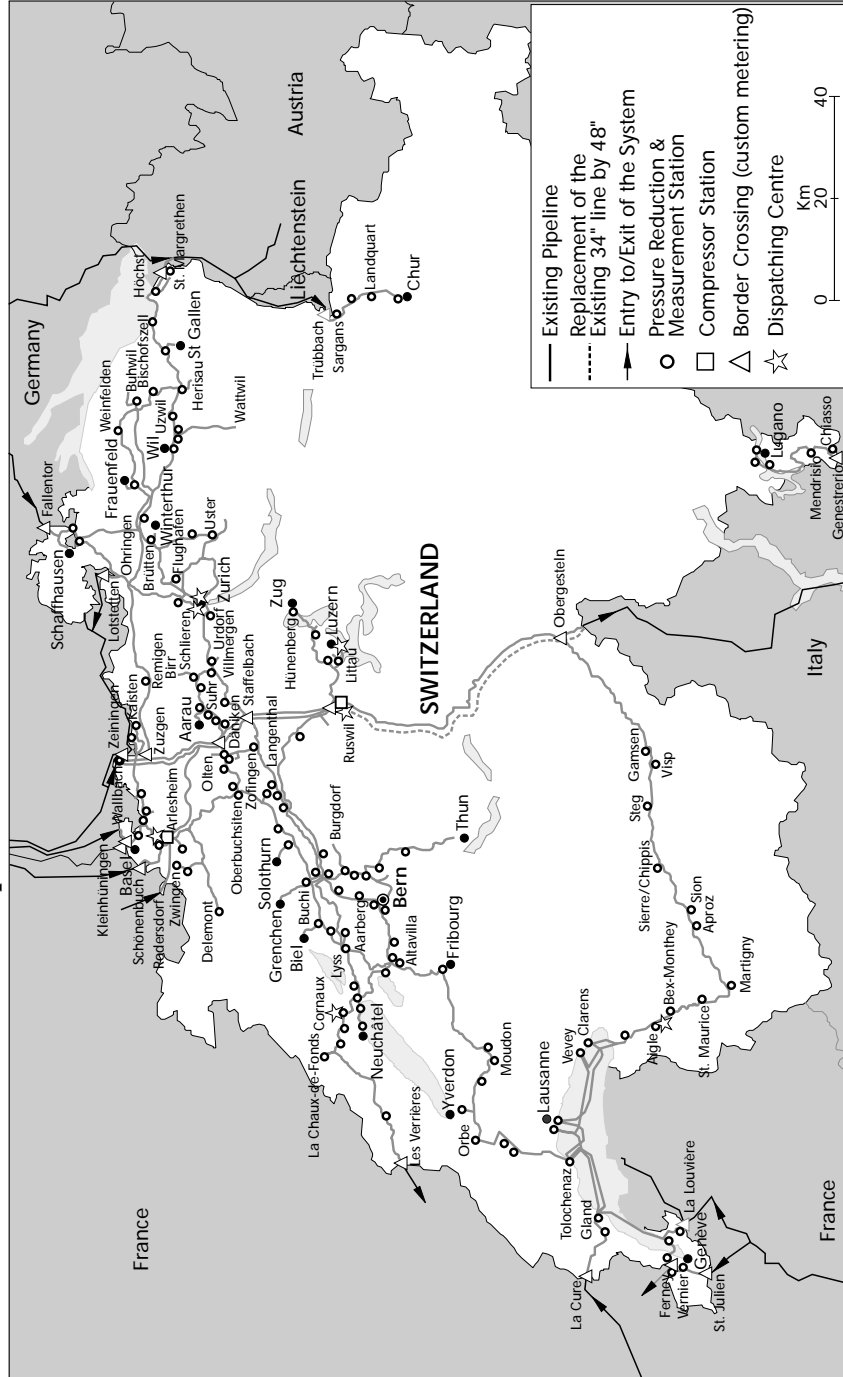 Germany
Austria
Liechtenstein
France
France
Italy
SWITZERLAND
Fallentor
Schaffhausen
Lotstetten
Frauenfeld
Weinfelden
Buhwil
Bischofszell
Höchst
St. Margrethen
St Gallen
Herisau
Uzwil
Wil
Wattwil
Ohringen
Winterthur
Brütten
Flughafen
Uster
Zurich
Schlieren
Urdorf
Villmergen
Staffelbach
Trübbach
Sargans
Landquart
Chur
Kleinhüningen
Basel
Schönenbuch
Rodersdorf
Wallbach
Zeiningen
Kaisten
Zuzgen
Remigen
Birr
Suhr
Aarau
Däniken
Olten
Arlesheim
Zwingen
Delemont
Oberbuchsiten
Zofingen
Langenthal
Hünenberg
Zug
Luzern
Littau
Ruswil
Burgdorf
Solothurn
Buchi
Grenchen
Biel
Aarberg
Lyss
Bern
Thun
Altavilla
Fribourg
La Chaux-de-Fonds
Cornaux
Neuchâtel
Les Verrières
Yverdon
Orbe
Moudon
Lausanne
Vevey
Clarens
Tolochenaz
Gland
La Cure
Ferney
Vernier
Genève
St. Julien
La Louvière
Aigle
Bex-Monthey
St. Maurice
Martigny
Sion
Aproz
Sierre/Chippis
Steg
Gamsen
Visp
Obergesteln
Lugano
Mendrisio
Chiasso
Genestrerio
Existing Pipeline
Replacement of the
Existing 34" line by 48"
Entry to/Exit of the System
Pressure Reduction &
Measurement Station
Compressor Station
Border Crossing (custom metering)
Dispatching Centre
Km
0 20 40